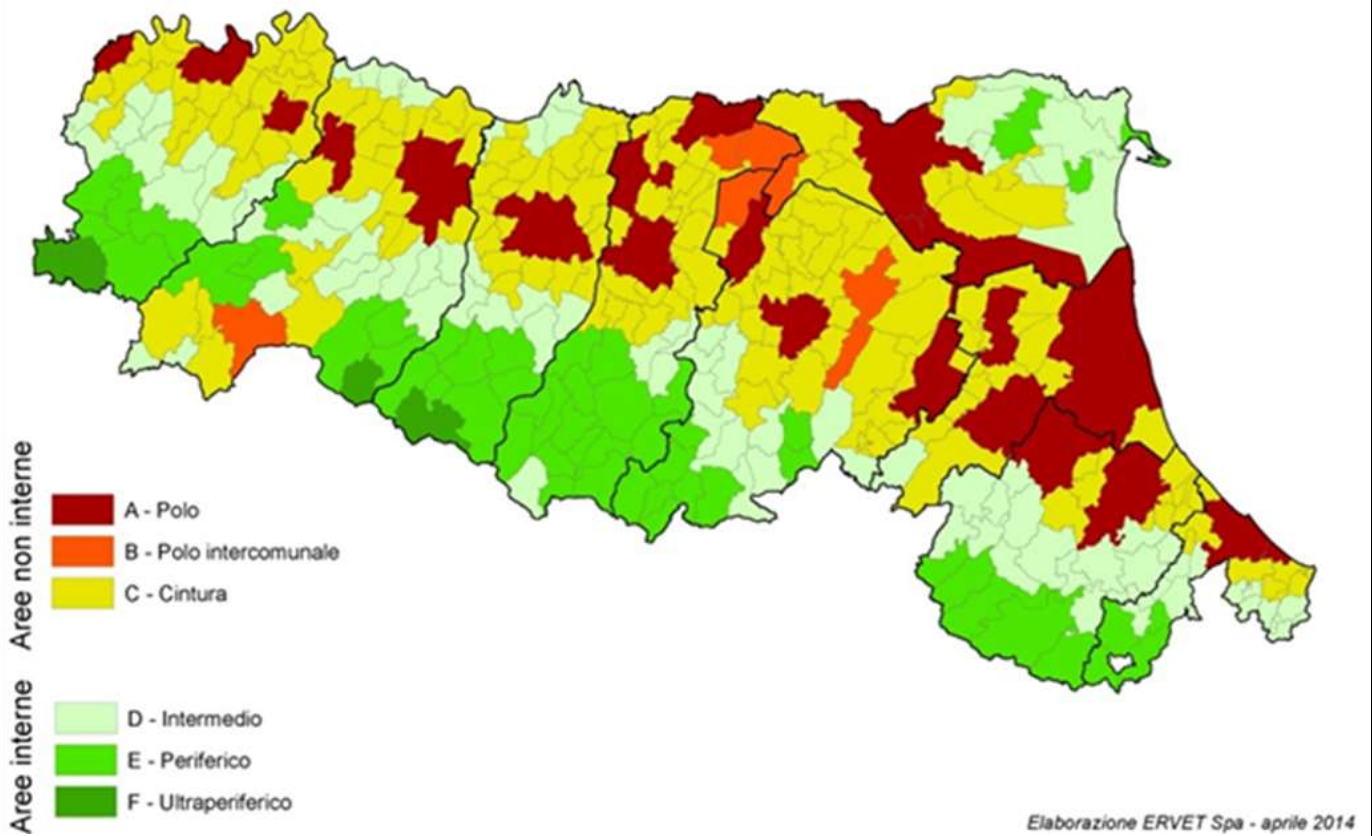 Aree non interne
A - Polo
B - Polo intercomunale
C - Cintura
Aree interne
D - Intermedio
E - Periferico
F - Ultraperiferico
Elaborazione ERVET Spa - aprile 2014